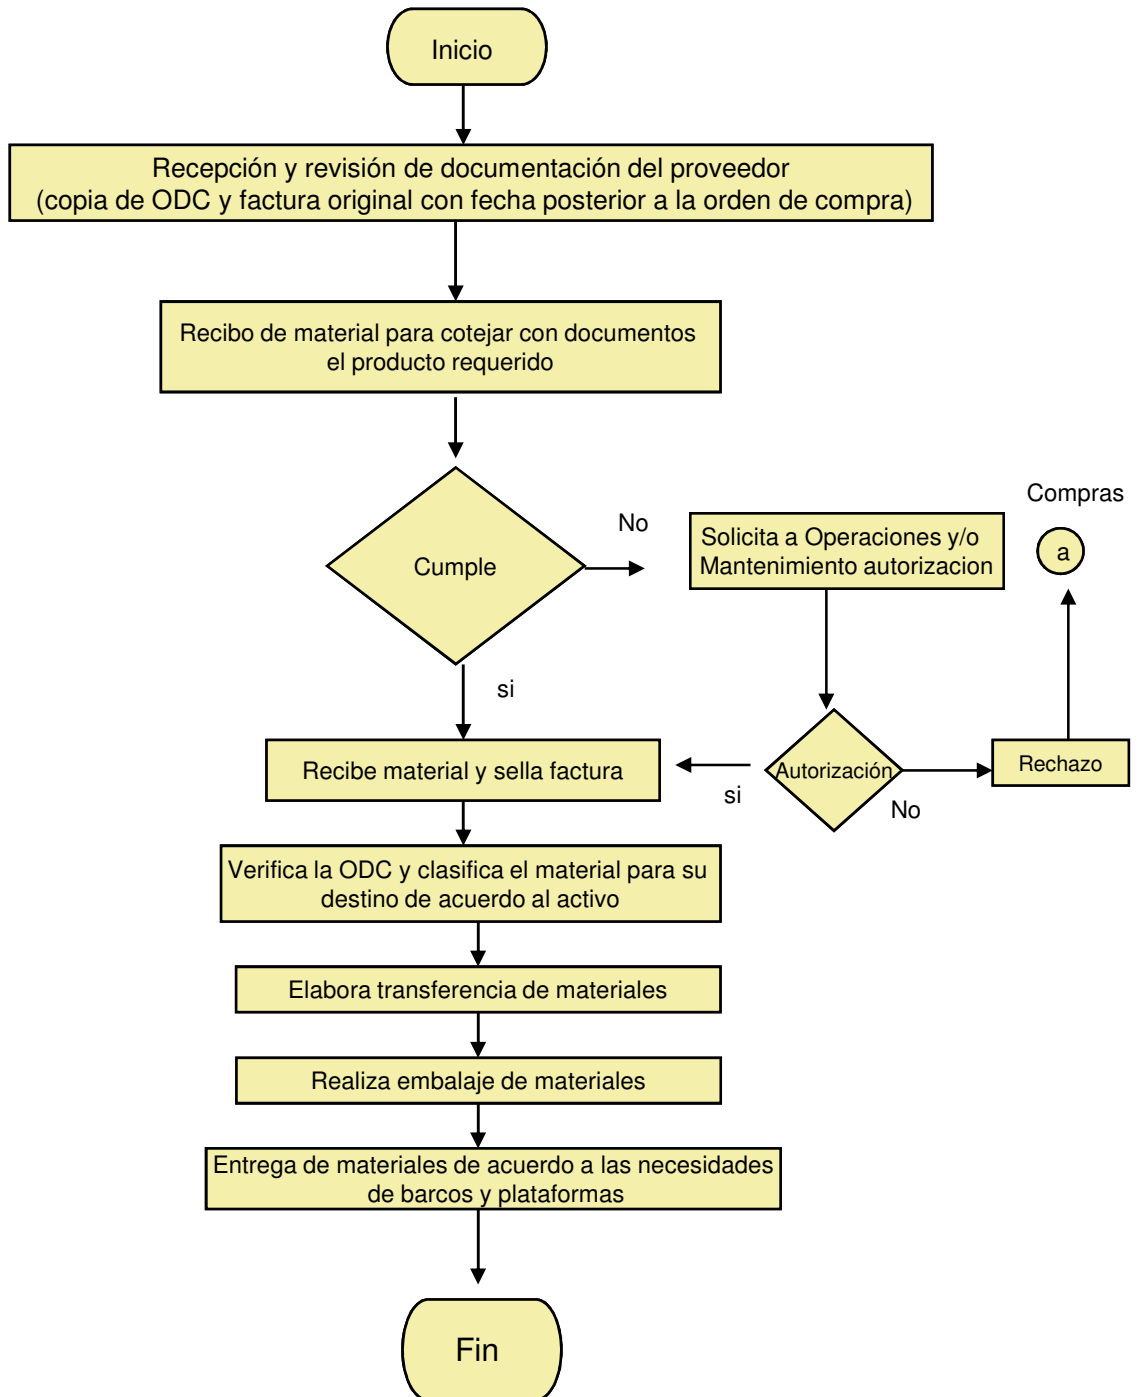 Inicio
Recepción y revisión de documentación del proveedor
(copia de ODC y factura original con fecha posterior a la orden de compra)
Recibo de material para cotejar con documentos
el producto requerido
Compras
No
Solicita a Operaciones y/o
Mantenimiento autorizacion
a
Cumple
si
Recibe material y sella factura
si
Autorización
No
Rechazo
Verifica la ODC y clasifica el material para su
destino de acuerdo al activo
Elabora transferencia de materiales
Realiza embalaje de materiales
Entrega de materiales de acuerdo a las necesidades
de barcos y plataformas
Fin